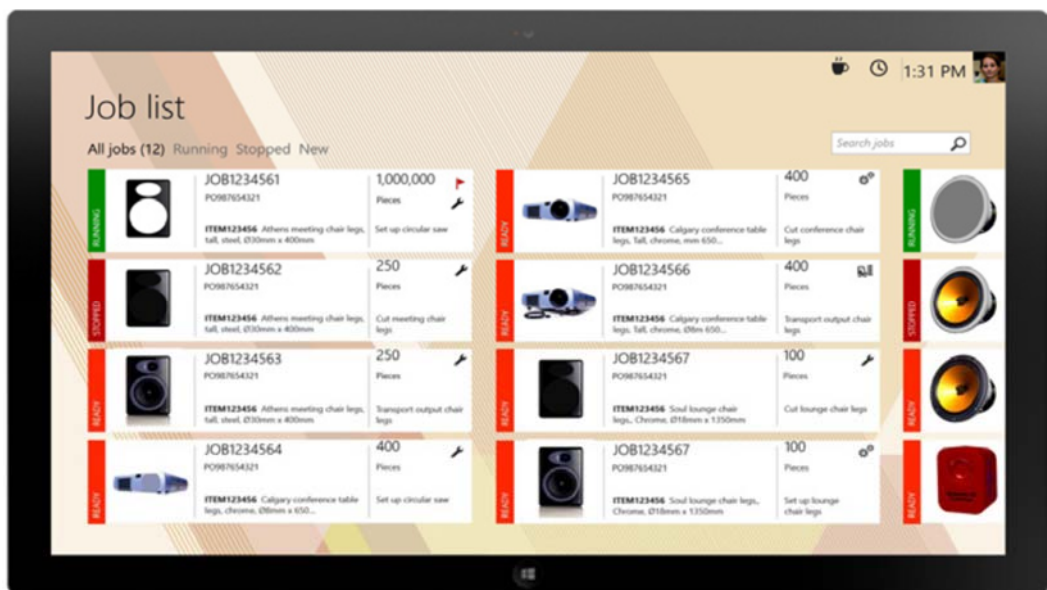 1:31 PM
Job list
All jobs (12) Running Stopped New
Search jobs
RUNNING
JOB1234561
PO987654321
ITEM123456 Athens meeting chair legs,
tall, steel, Ø30mm x 400mm
1,000,000
Pieces
Set up circular saw
STOPPED
JOB1234562
PO987654321
ITEM123456 Athens meeting chair legs,
tall, steel, Ø30mm x 400mm
250
Pieces
Cut meeting chair
legs
READY
JOB1234563
PO987654321
ITEM123456 Athens meeting chair legs,
tall, steel, Ø30mm x 400mm
250
Pieces
Transport output chair
legs
READY
JOB1234564
PO987654321
ITEM123456 Calgary conference table
legs, chrome, Ø8mm x 650...
400
Pieces
Set up circular saw
READY
JOB1234565
PO987654321
ITEM123456 Calgary conference table
legs, Tall, chrome, mm 650...
400
Pieces
Cut conference chair
legs
READY
JOB1234566
PO987654321
ITEM123456 Calgary conference table
legs, Tall, chrome, Ø8m 650...
400
Pieces
Transport output chair
legs
READY
JOB1234567
PO987654321
ITEM123456 Soul lounge chair
legs,, Chrome, Ø18mm x 1350mm
100
Pieces
Cut lounge chair legs
READY
JOB1234567
PO987654321
ITEM123456 Soul lounge chair legs,,
Chrome, Ø18mm x 1350mm
100
Pieces
Set up lounge
chair legs
RUNNING
STOPPED
READY
READY